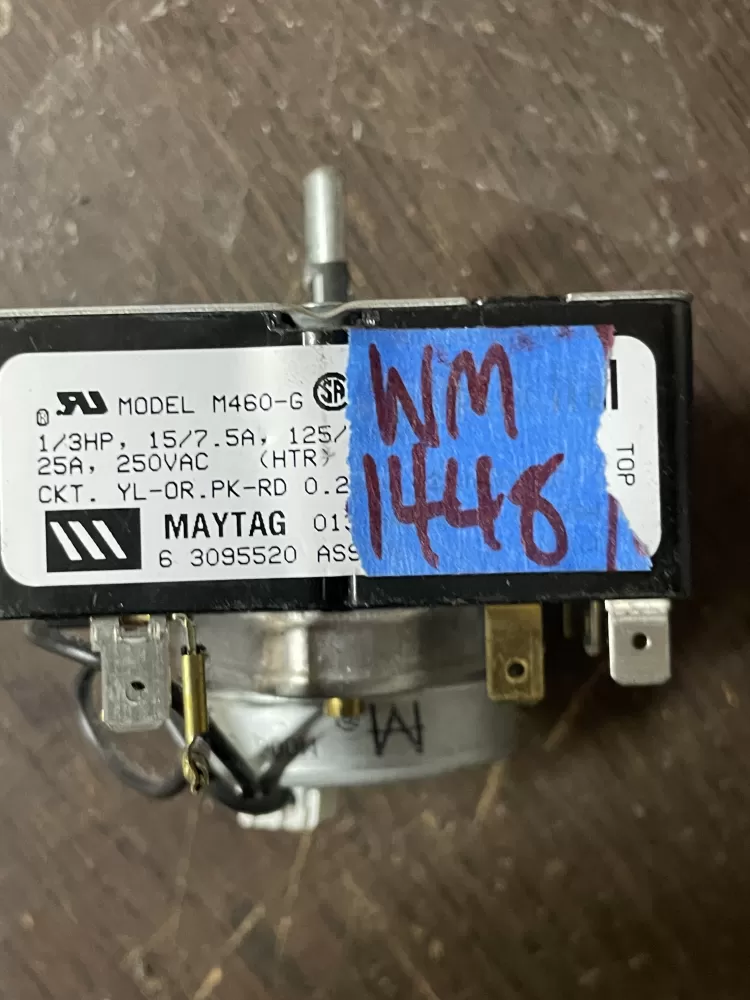 MODEL M460-G
1/3HP, 15/7.5A, 125/
25A, 250VAC (HTR)
CKT. YL-OR.PK-RD 0.2
MAYTAG 013
6 3095520 ASS
WM
1448
TOP